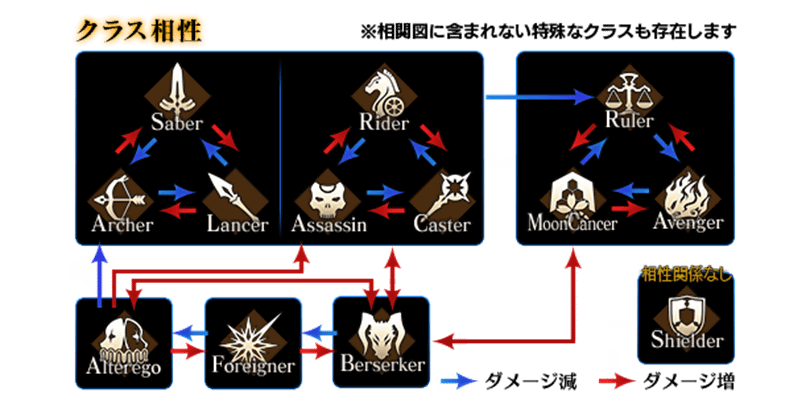 クラス相性
※相関図に含まれない特殊なクラスも存在します
Saber
Rider
Ruler
Archer
Lancer
Assassin
Caster
MoonCancer
Avenger
相性関係なし
Shielder
Alterego
Foreigner
Berserker
ダメージ減
ダメージ増